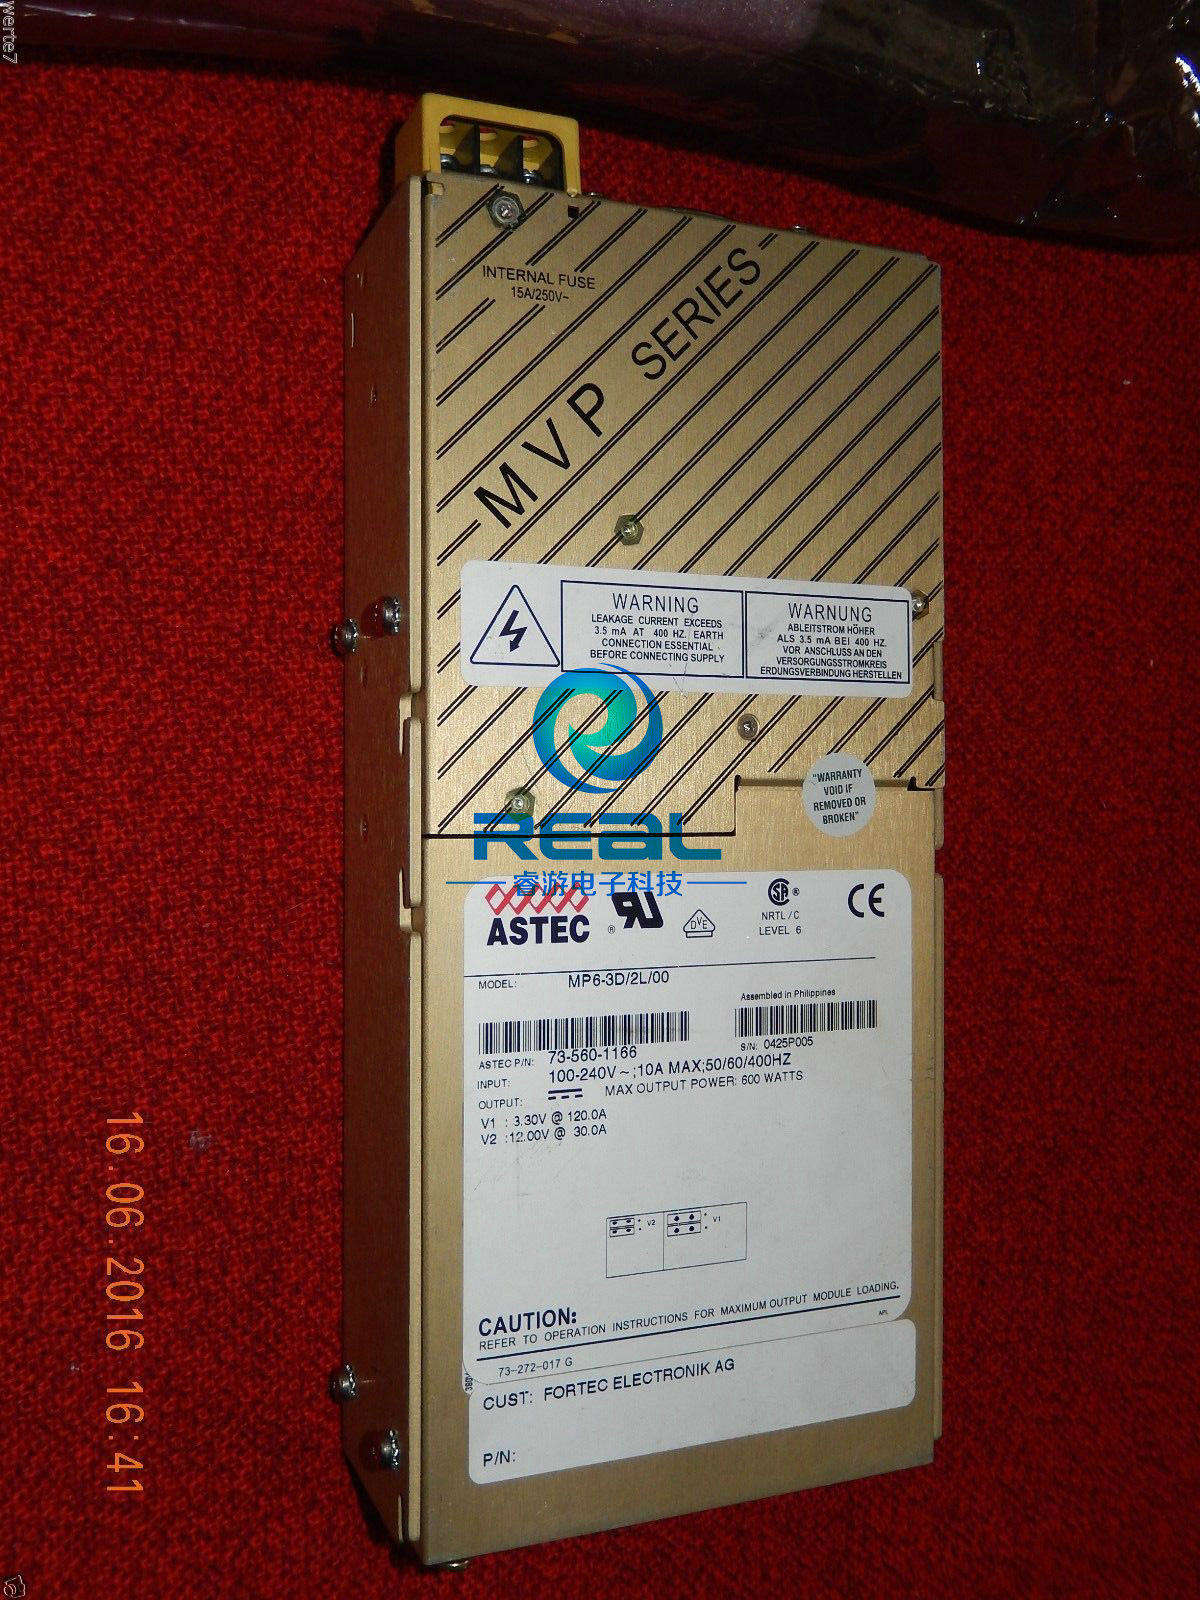 werte7
INTERNAL FUSE
15A/250V~
MVP SERIES
WARNING
LEAKAGE CURRENT EXCEEDS
3.5 mA AT 400 HZ. EARTH
CONNECTION ESSENTIAL
BEFORE CONNECTING SUPPLY
WARNUNG
ABLEITSTROM HÖHER
ALS 3.5 mA BEI 400 HZ.
VOR ANSCHLUSS AN DEN
VERSORGUNGSSTROMKREIS
ERDUNGSVERBINDUNG HERSTELLEN
"WARRANTY
VOID IF
REMOVED OR
BROKEN"
REAL
睿游电子科技
ASTEC ®
DVE
SA ®
NRTL/C
LEVEL 6
CE
MODEL: MP6-3D/2L/00
Assembled in Philippines
ASTEC P/N: 73-560-1166
S/N: 0425P005
INPUT: 100-240V~;10A MAX;50/60/400HZ
OUTPUT: MAX OUTPUT POWER: 600 WATTS
V1 : 3.30V @ 120.0A
V2 :12.00V @ 30.0A
V2 V1
CAUTION:
REFER TO OPERATION INSTRUCTIONS FOR MAXIMUM OUTPUT MODULE LOADING.
APL
73-272-017 G
CUST: FORTEC ELECTRONIK AG
P/N:
16.06.2016 16:41